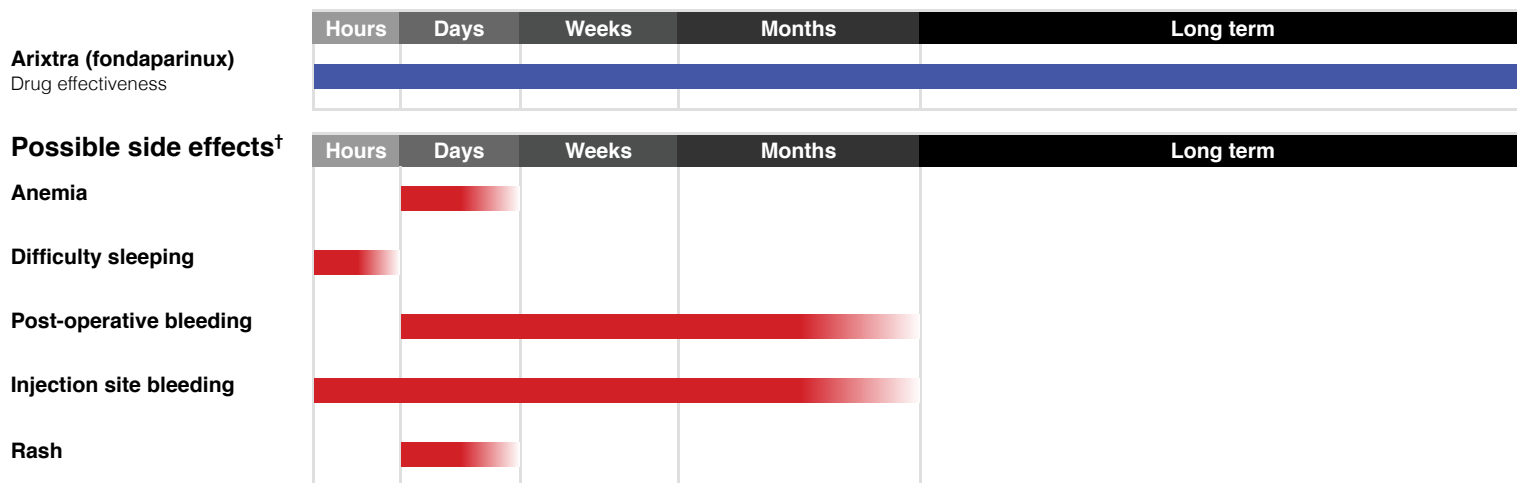 Hours Days Weeks Months Long term
Arixtra (fondaparinux)
Drug effectiveness
Possible side effects† Hours Days Weeks Months Long term
Anemia
Difficulty sleeping
Post-operative bleeding
Injection site bleeding
Rash